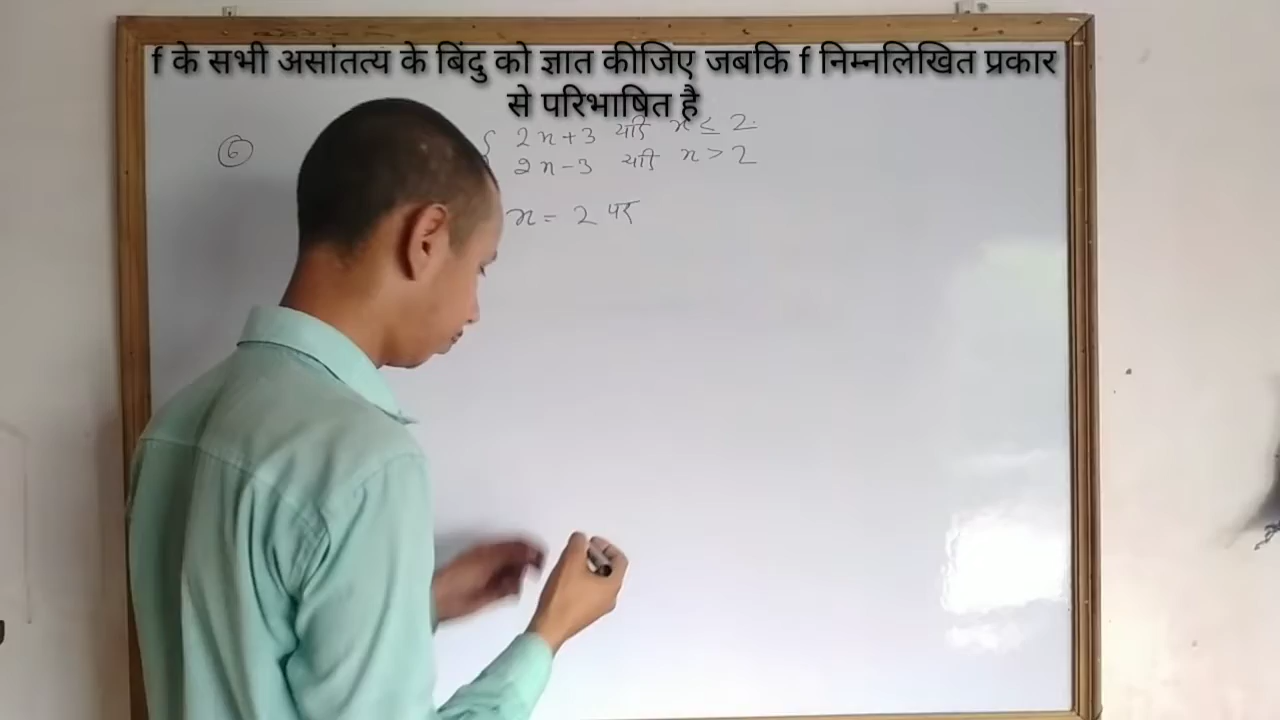 f के सभी असांतत्य के बिंदु को ज्ञात कीजिए जबकि f निम्नलिखित प्रकार
से परिभाषित है
6 { 2x+3 यदि x ≤ 2
2x-3 यदि x > 2
x = 2 पर